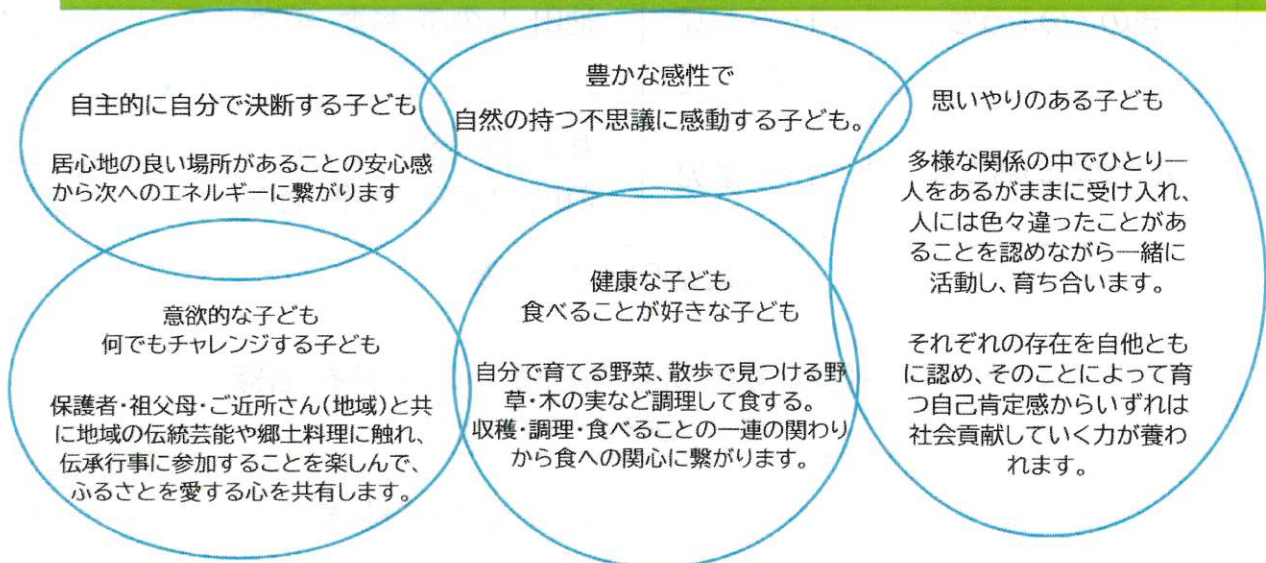 自主的に自分で決断する子ども
居心地の良い場所があることの安心感
から次へのエネルギーに繋がります
豊かな感性で
自然の持つ不思議に感動する子ども。
思いやりのある子ども
多様な関係の中でひとり一
人をあるがままに受け入れ、
人には色々違ったことがあ
ることを認めながら一緒に
活動し、育ち合います。
それぞれの存在を自他とも
に認め、そのことによって育
つ自己肯定感からいずれは
社会貢献していく力が養わ
れます。
意欲的な子ども
何でもチャレンジする子ども
保護者・祖父母・ご近所さん(地域)と共
に地域の伝統芸能や郷土料理に触れ、
伝承行事に参加することを楽しんで、
ふるさとを愛する心を共有します。
健康な子ども
食べることが好きな子ども
自分で育てる野菜、散歩で見つける野
草・木の実など調理して食する。
収穫・調理・食べることの一連の関わり
から食への関心に繋がります。